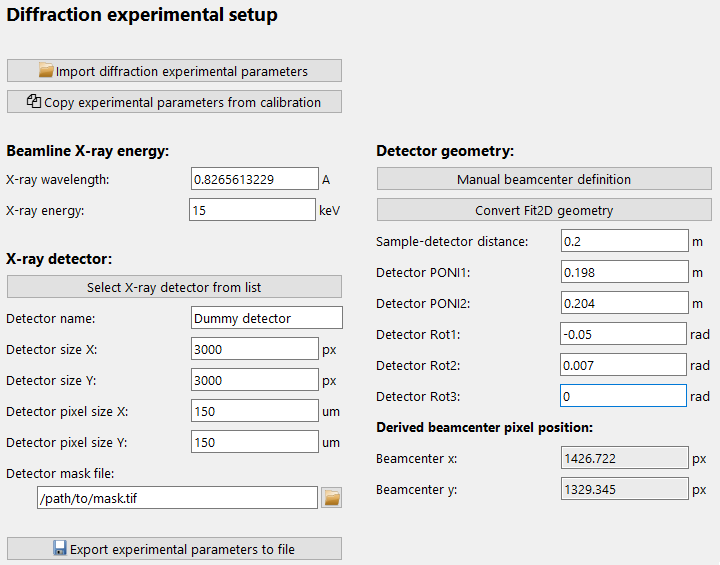 Diffraction experimental setup
Import diffraction experimental parameters
Copy experimental parameters from calibration
Beamline X-ray energy:
X-ray wavelength: 0.8265613229 A
X-ray energy: 15 keV
X-ray detector:
Select X-ray detector from list
Detector name: Dummy detector
Detector size X: 3000 px
Detector size Y: 3000 px
Detector pixel size X: 150 um
Detector pixel size Y: 150 um
Detector mask file:
/path/to/mask.tif
Export experimental parameters to file
Detector geometry:
Manual beamcenter definition
Convert Fit2D geometry
Sample-detector distance: 0.2 m
Detector PONI1: 0.198 m
Detector PONI2: 0.204 m
Detector Rot1: -0.05 rad
Detector Rot2: 0.007 rad
Detector Rot3: 0 rad
Derived beamcenter pixel position:
Beamcenter x: 1426.722 px
Beamcenter y: 1329.345 px